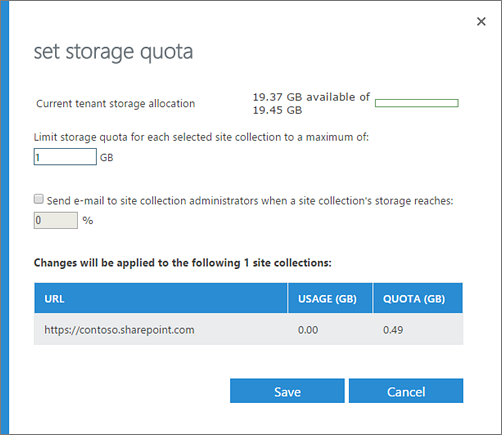 set storage quota
Current tenant storage allocation
19.37 GB available of
19.45 GB
Limit storage quota for each selected site collection to a maximum of:
1 GB
Send e-mail to site collection administrators when a site collection's storage reaches:
0 %
Changes will be applied to the following 1 site collections:
URL USAGE (GB) QUOTA (GB)
https://contoso.sharepoint.com 0.00 0.49
Save Cancel